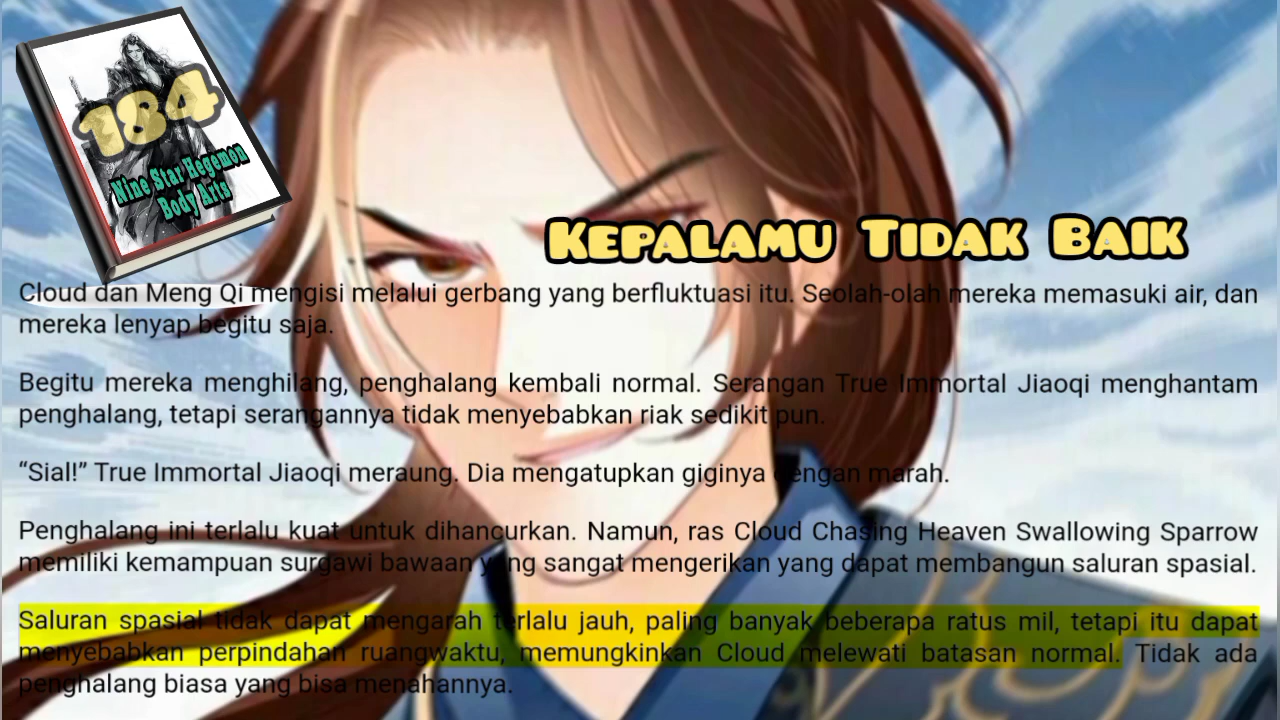 184
Nine Star Hegemon
Body Arts
Kepalamu Tidak Baik
Cloud dan Meng Qi mengisi melalui gerbang yang berfluktuasi itu. Seolah-olah mereka memasuki air, dan
mereka lenyap begitu saja.
Begitu mereka menghilang, penghalang kembali normal. Serangan True Immortal Jiaoqi menghantam
penghalang, tetapi serangannya tidak menyebabkan riak sedikit pun.
“Sial!” True Immortal Jiaoqi meraung. Dia mengatupkan giginya dengan marah.
Penghalang ini terlalu kuat untuk dihancurkan. Namun, ras Cloud Chasing Heaven Swallowing Sparrow
memiliki kemampuan surgawi bawaan yang sangat mengerikan yang dapat membangun saluran spasial.
Saluran spasial tidak dapat mengarah terlalu jauh, paling banyak beberapa ratus mil, tetapi itu dapat
menyebabkan perpindahan ruangwaktu, memungkinkan Cloud melewati batasan normal. Tidak ada
penghalang biasa yang bisa menahannya.